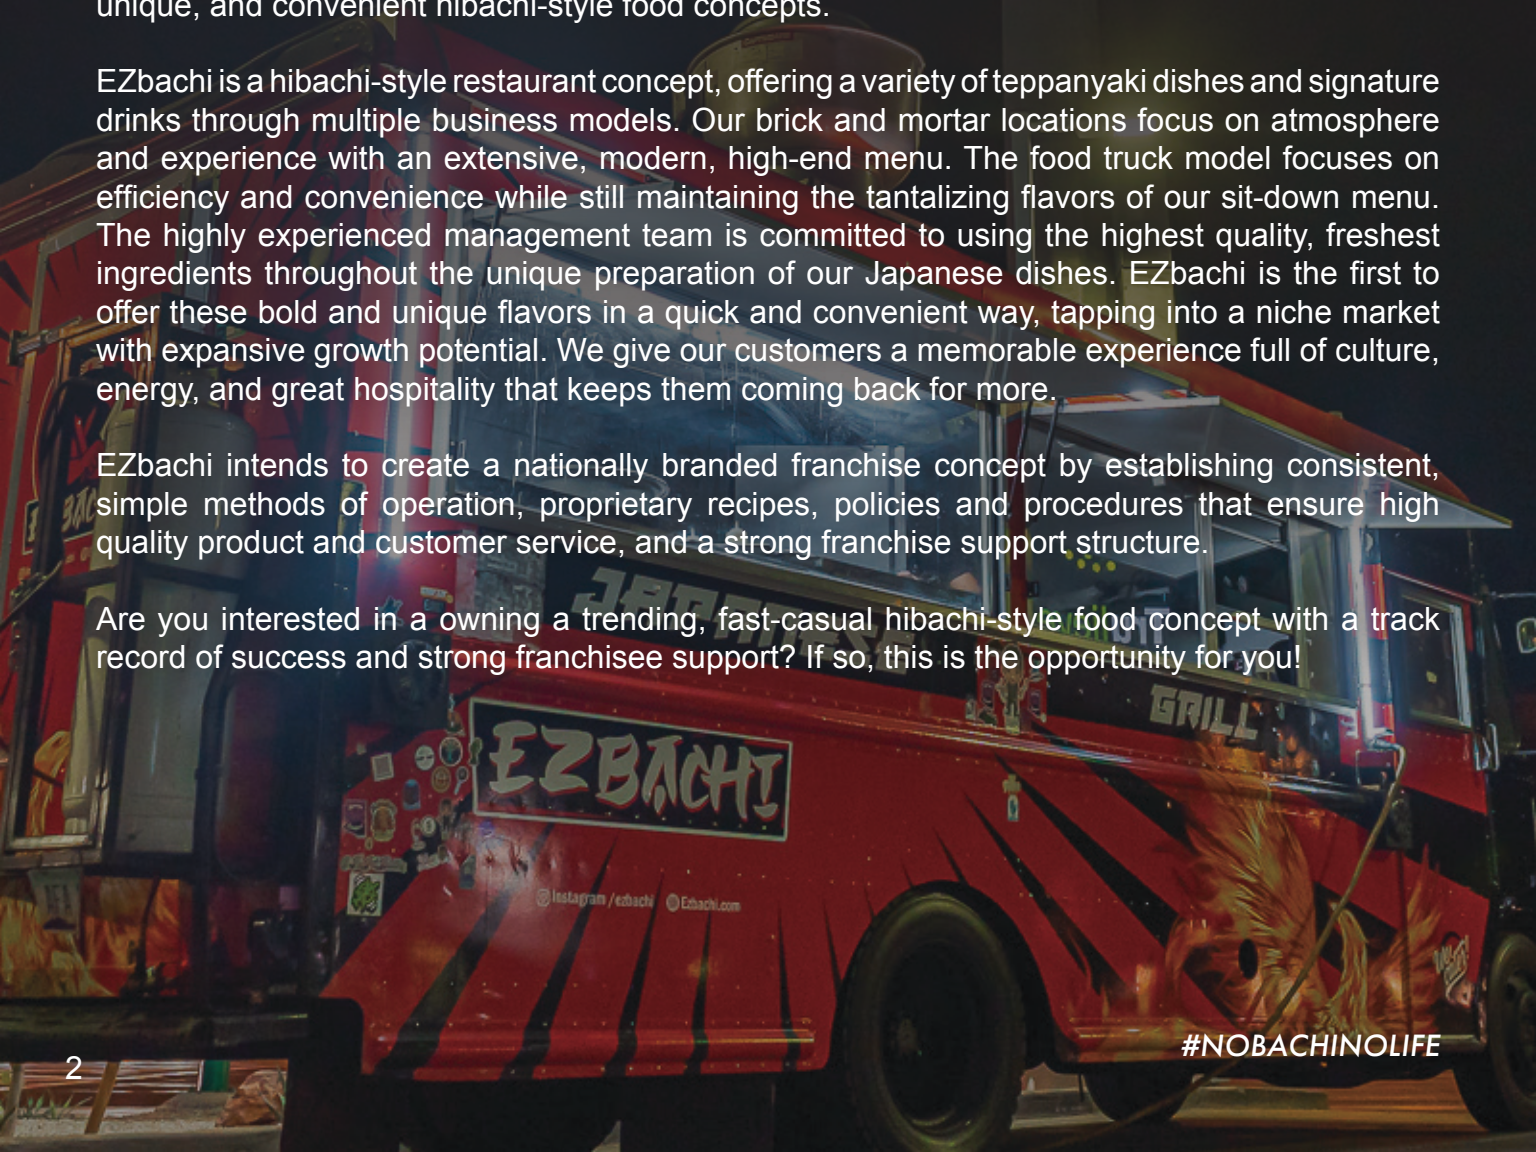 unique, and convenient hibachi-style food concepts.
EZbachi is a hibachi-style restaurant concept, offering a variety of teppanyaki dishes and signature
drinks through multiple business models. Our brick and mortar locations focus on atmosphere
and experience with an extensive, modern, high-end menu. The food truck model focuses on
efficiency and convenience while still maintaining the tantalizing flavors of our sit-down menu.
The highly experienced management team is committed to using the highest quality, freshest
ingredients throughout the unique preparation of our Japanese dishes. EZbachi is the first to
offer these bold and unique flavors in a quick and convenient way, tapping into a niche market
with expansive growth potential. We give our customers a memorable experience full of culture,
energy, and great hospitality that keeps them coming back for more.
EZbachi intends to create a nationally branded franchise concept by establishing consistent,
simple methods of operation, proprietary recipes, policies and procedures that ensure high
quality product and customer service, and a strong franchise support structure.
Are you interested in a owning a trending, fast-casual hibachi-style food concept with a track
record of success and strong franchisee support? If so, this is the opportunity for you!
JAPANESE
GRILL
EZBACHI
Instagram/ezbachi Ezbachi.com
#NOBACHINOLIFE
2